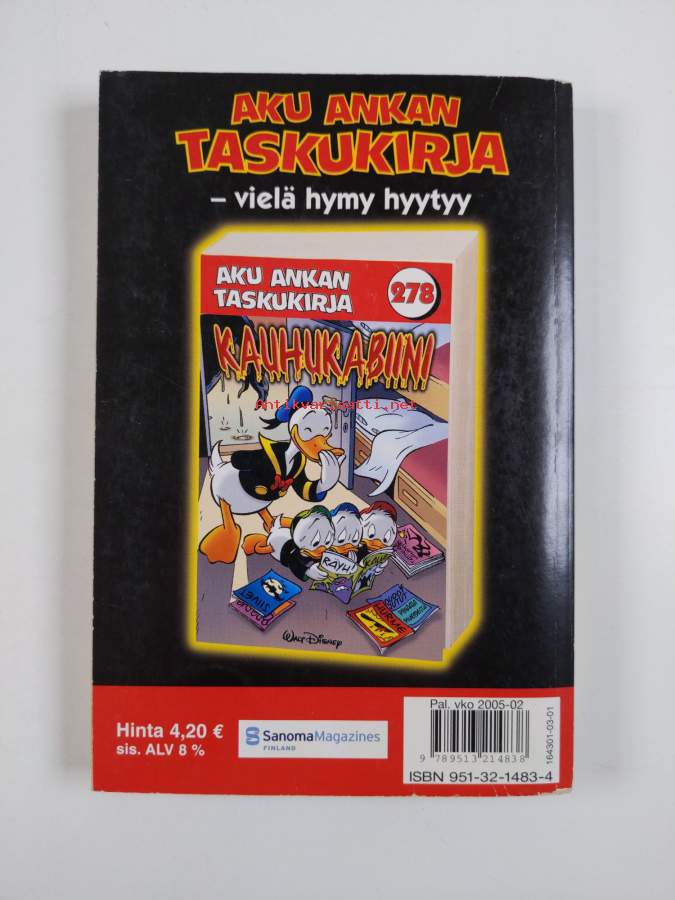 AKU ANKAN
TASKUKIRJA
– vielä hymy hyytyy
AKU ANKAN
TASKUKIRJA
278
KAUHUKABIINI
Antikvariaatti.net
RAYH!
HURME
WALT DISNEY
Hinta 4,20 €
sis. ALV 8 %
SanomaMagazines
FINLAND
Pal. vko 2005-02
9 789513 214838
ISBN 951-32-1483-4
164301-03-01